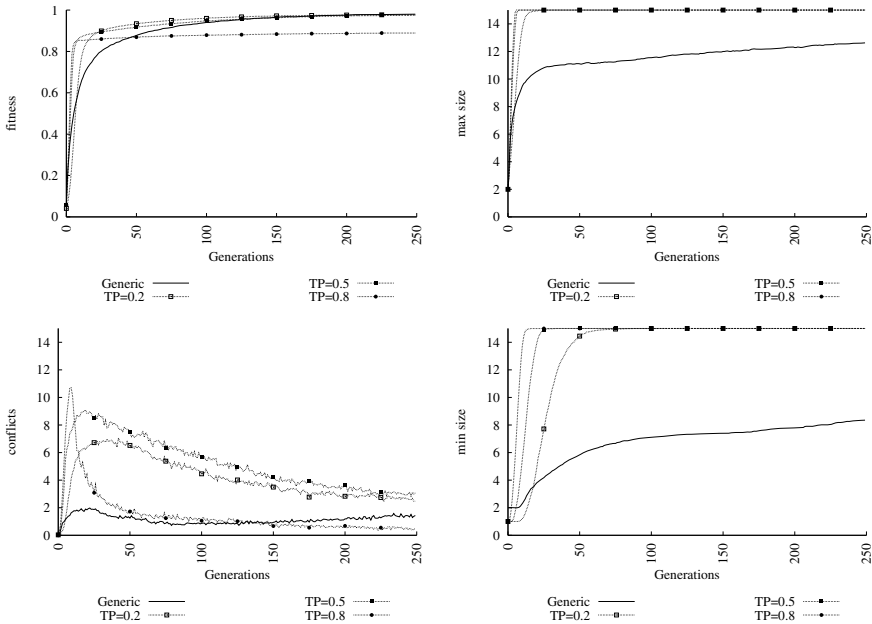 1
0.8
0.6
0.4
0.2
0
fitness
0
50
100
150
200
250
Generations
Generic
TP=0.2
TP=0.5
TP=0.8
14
12
10
8
6
4
2
0
max size
0
50
100
150
200
250
Generations
Generic
TP=0.2
TP=0.5
TP=0.8
14
12
10
8
6
4
2
0
conflicts
0
50
100
150
200
250
Generations
Generic
TP=0.2
TP=0.5
TP=0.8
14
12
10
8
6
4
2
0
min size
0
50
100
150
200
250
Generations
Generic
TP=0.2
TP=0.5
TP=0.8